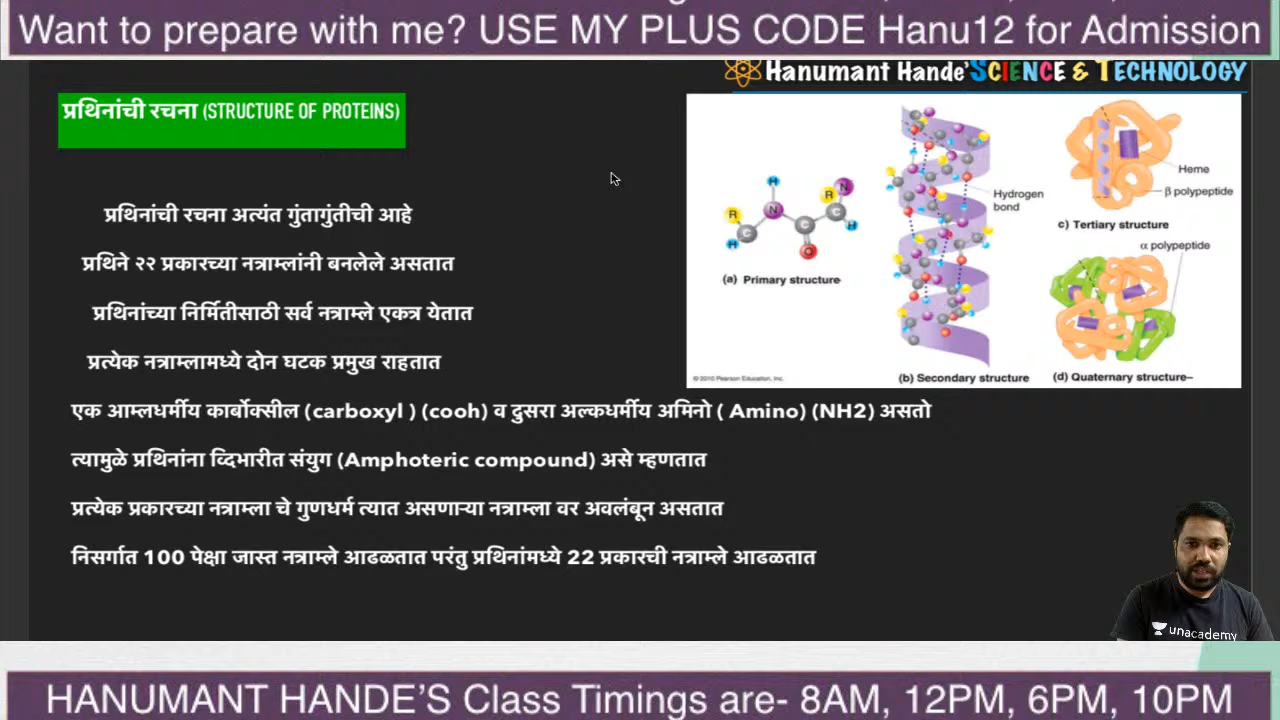 Want to prepare with me? USE MY PLUS CODE Hanu12 for Admission
Hanumant Hande'SCIENCE & TECHNOLOGY
प्रथिनांची रचना (STRUCTURE OF PROTEINS)
प्रथिनांची रचना अत्यंत गुंतागुंतीची आहे
प्रथिने २२ प्रकारच्या नत्राम्लांनी बनलेले असतात
प्रथिनांच्या निर्मितीसाठी सर्व नत्राम्ले एकत्र येतात
प्रत्येक नत्राम्लामध्ये दोन घटक प्रमुख राहतात
एक आम्लधर्मीय कार्बोक्सील (carboxyl ) (cooh) व दुसरा अल्कधर्मीय अमिनो ( Amino) (NH2) असतो
त्यामुळे प्रथिनांना व्दिभारीत संयुग (Amphoteric compound) असे म्हणतात
प्रत्येक प्रकारच्या नत्राम्ला चे गुणधर्म त्यात असणाऱ्या नत्राम्ला वर अवलंबून असतात
निसर्गात 100 पेक्षा जास्त नत्राम्ले आढळतात परंतु प्रथिनांमध्ये 22 प्रकारची नत्राम्ले आढळतात
H
R
N
C
H
C
O
R
N
C
H
(a) Primary structure
Hydrogen
bond
(b) Secondary structure
Heme
β polypeptide
c) Tertiary structure
α polypeptide
(d) Quaternary structure
© 2010 Pearson Education, Inc.
unacademy
HANUMANT HANDE'S Class Timings are- 8AM, 12PM, 6PM, 10PM